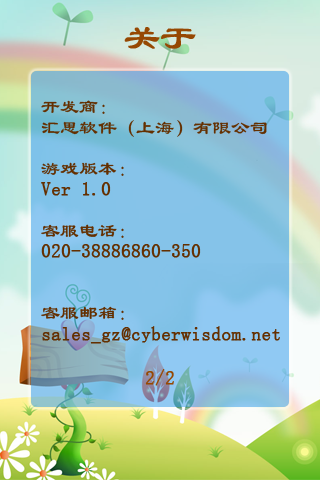 关于
开发商：
汇思软件（上海）有限公司
游戏版本：
Ver 1.0
客服电话：
020-38886860-350
客服邮箱：
sales_gz@cyberwisdom.net
2/2